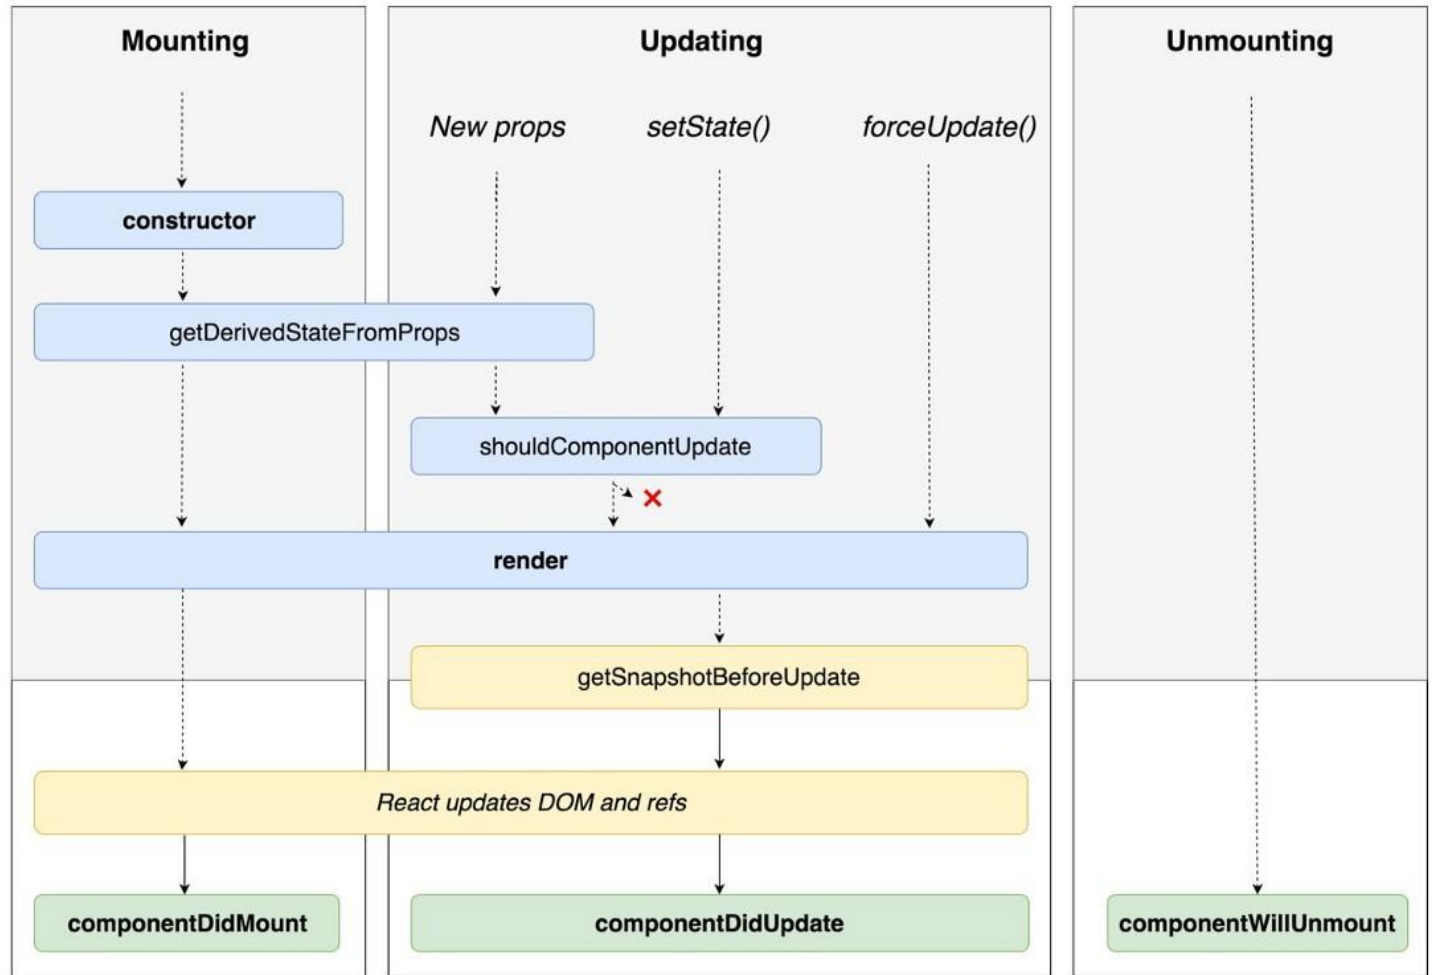 Mounting
Updating
Unmounting
New props
setState()
forceUpdate()
constructor
getDerivedStateFromProps
shouldComponentUpdate
render
getSnapshotBeforeUpdate
React updates DOM and refs
componentDidMount
componentDidUpdate
componentWillUnmount